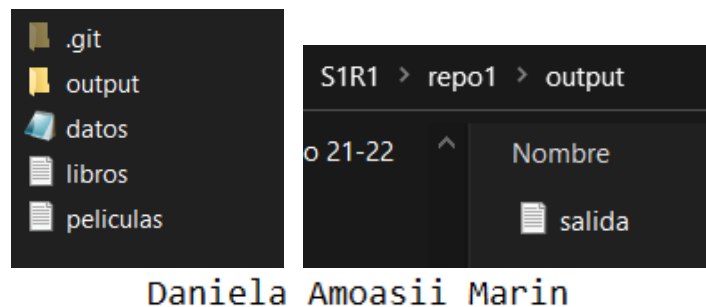 .git
output
datos
libros
peliculas
S1R1 > repo1 > output
o 21-22
Nombre
salida
Daniela Amoasii Marin